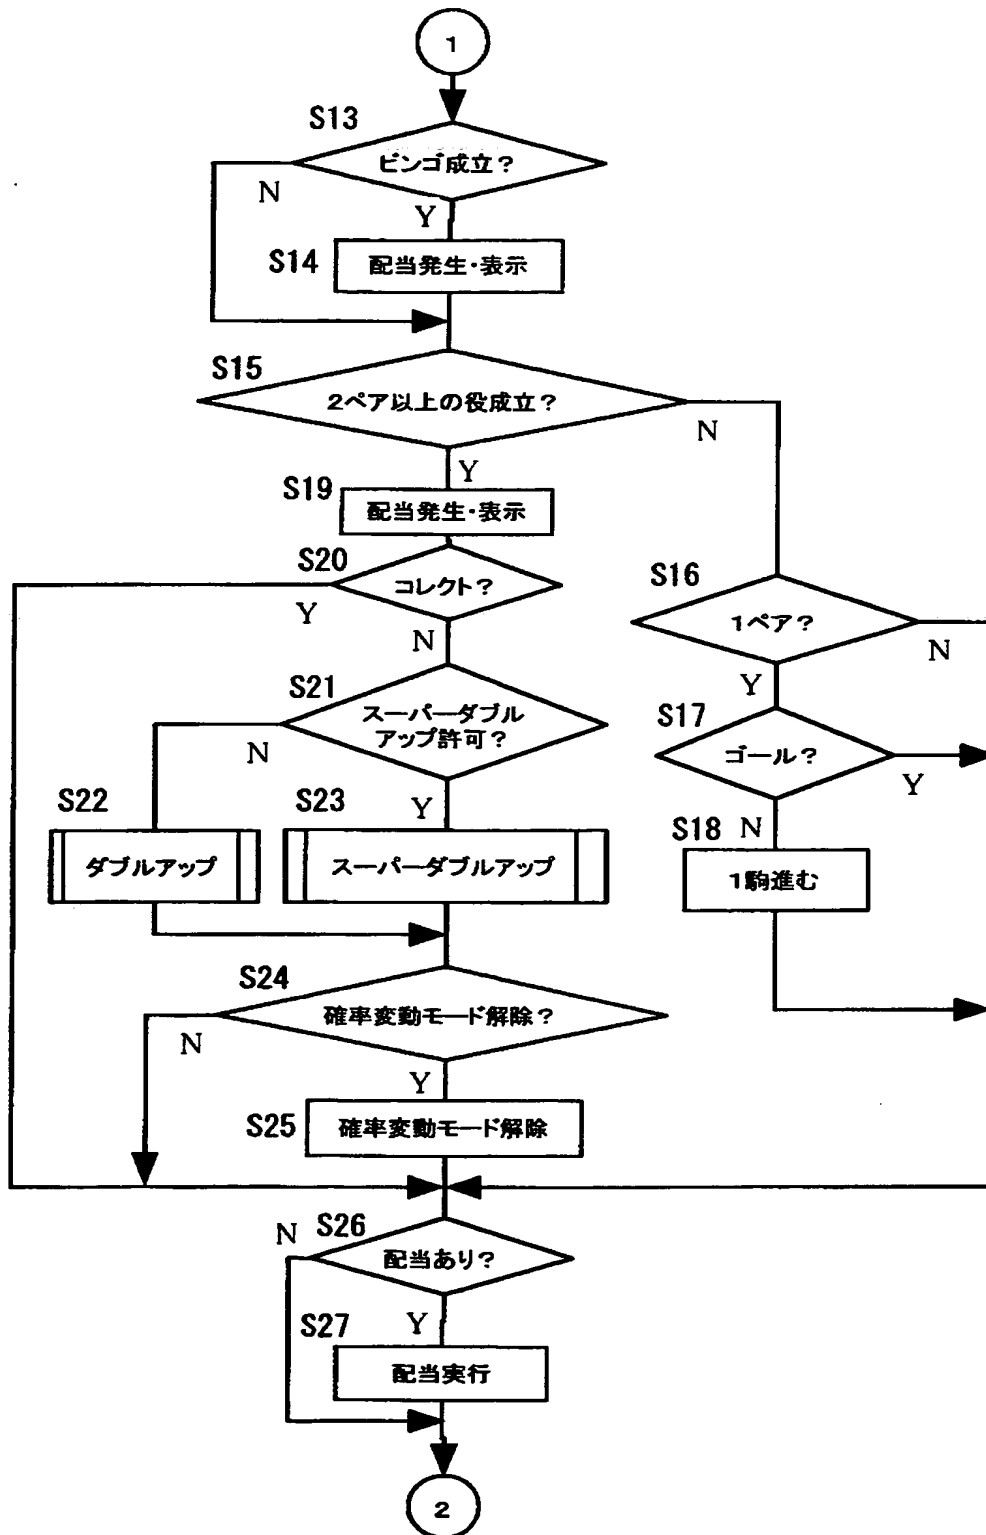 1
S13
ビンゴ成立？
N
Y
S14
配当発生・表示
S15
2ペア以上の役成立？
N
Y
S19
配当発生・表示
S20
コレクト？
Y
N
S16
1ペア？
N
Y
S21
スーパーダブル
アップ許可？
N
Y
S17
ゴール？
Y
N
S22
ダブルアップ
S23
スーパーダブルアップ
S18
1駒進む
S24
確率変動モード解除？
N
Y
S25
確率変動モード解除
S26
配当あり？
N
Y
S27
配当実行
2